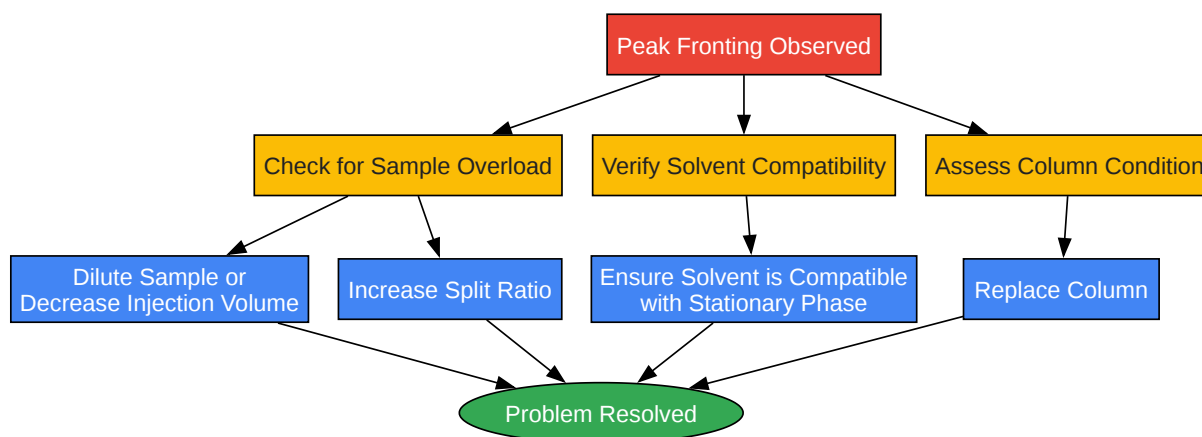 Peak Fronting Observed
Check for Sample Overload
Verify Solvent Compatibility
Assess Column Condition
Dilute Sample or
Decrease Injection Volume
Increase Split Ratio
Ensure Solvent is Compatible
with Stationary Phase
Replace Column
Problem Resolved